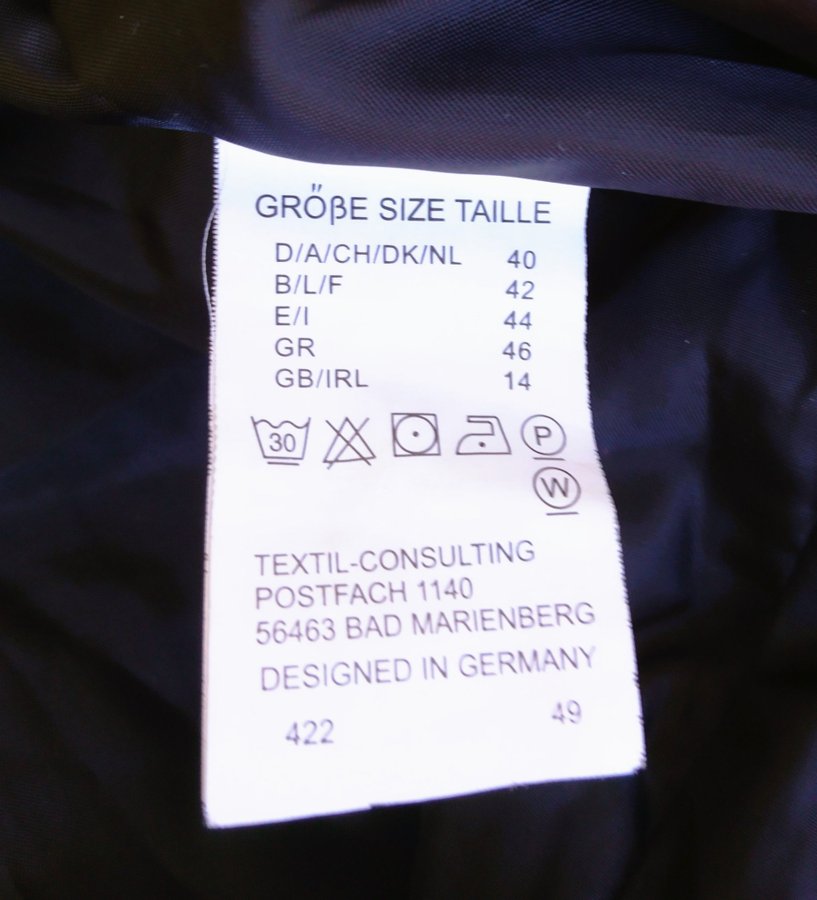 GRÖßE SIZE TAILLE
D/A/CH/DK/NL 40
B/L/F 42
E/I 44
GR 46
GB/IRL 14
30 P
W
TEXTIL-CONSULTING
POSTFACH 1140
56463 BAD MARIENBERG
DESIGNED IN GERMANY
422 49